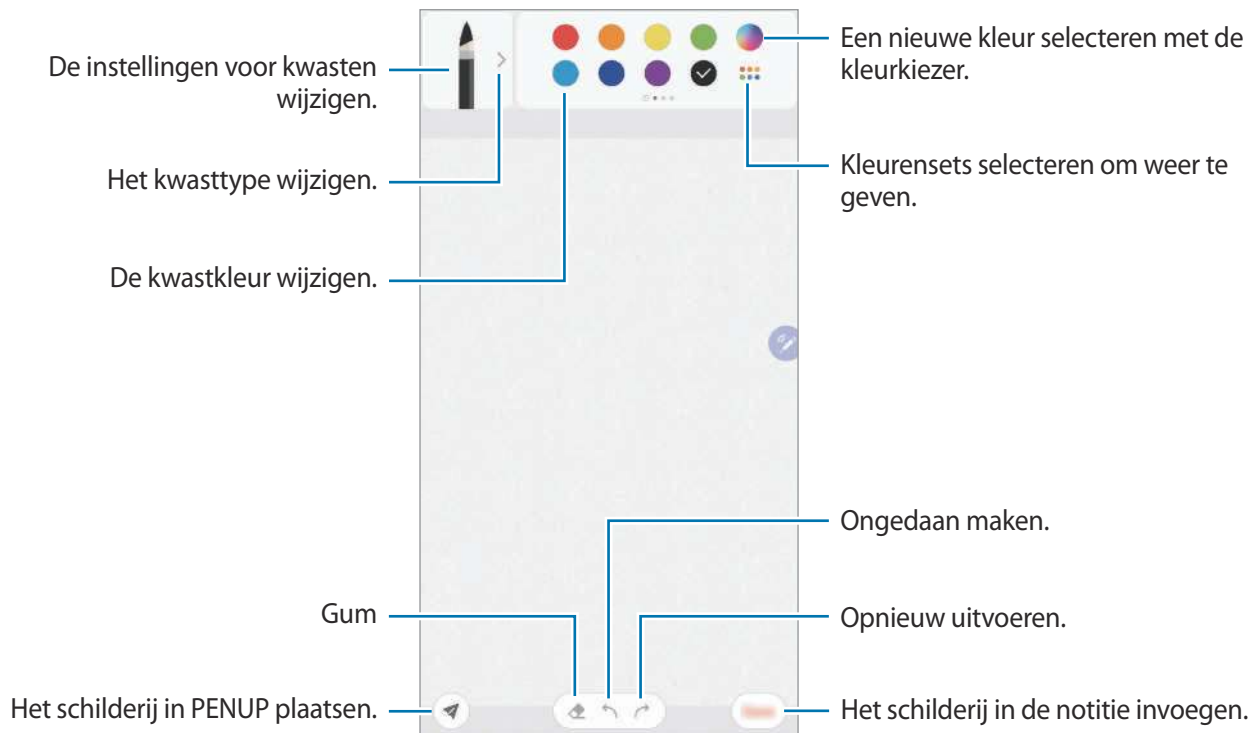 De instellingen voor kwasten
wijzigen.
Het kwasttype wijzigen.
De kwastkleur wijzigen.
Gum
Het schilderij in PENUP plaatsen.
Een nieuwe kleur selecteren met de
kleurkiezer.
Kleurensets selecteren om weer te
geven.
Ongedaan maken.
Opnieuw uitvoeren.
Het schilderij in de notitie invoegen.